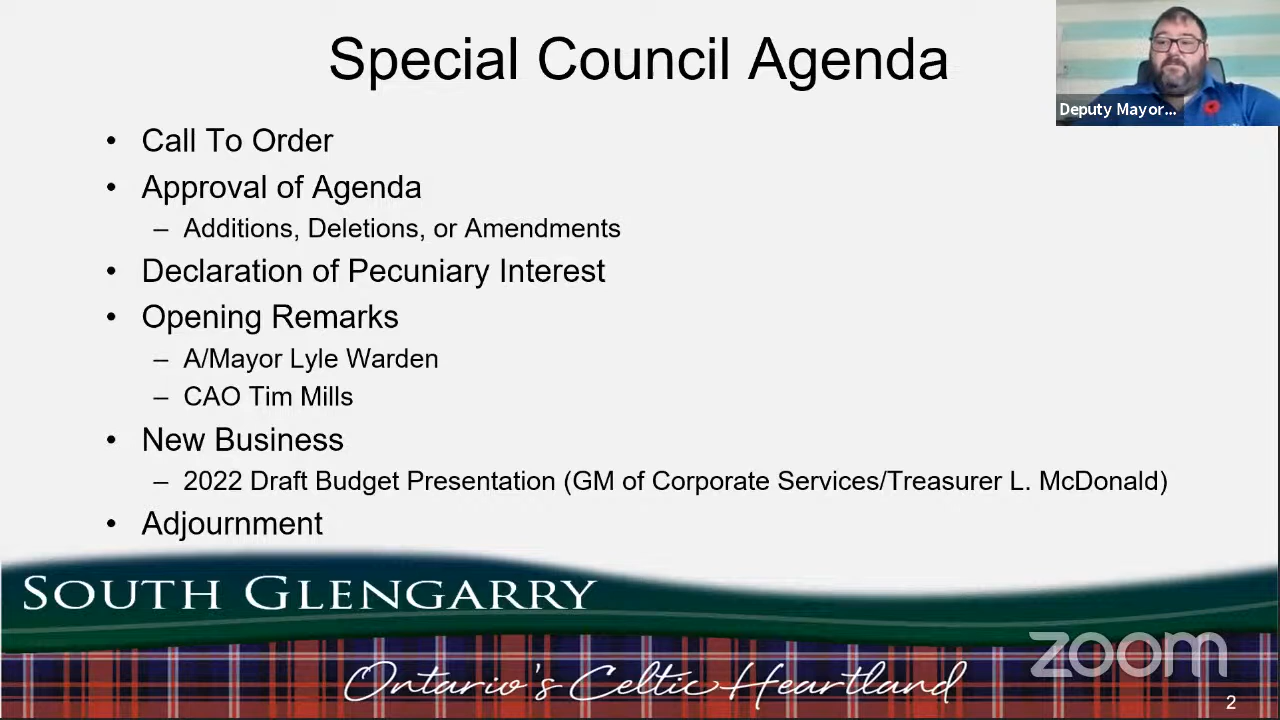 Special Council Agenda
Deputy Mayor...
• Call To Order
• Approval of Agenda
– Additions, Deletions, or Amendments
• Declaration of Pecuniary Interest
• Opening Remarks
– A/Mayor Lyle Warden
– CAO Tim Mills
• New Business
– 2022 Draft Budget Presentation (GM of Corporate Services/Treasurer L. McDonald)
• Adjournment
SOUTH GLENGARRY
Ontario's Celtic Heartland
zoom
2